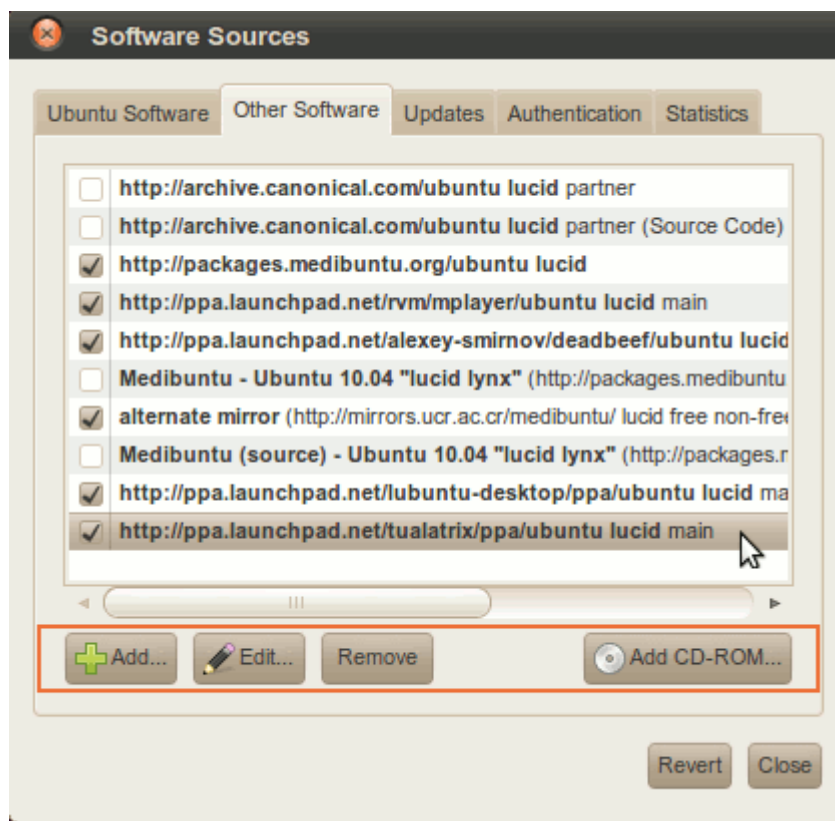 Software Sources
Ubuntu Software Other Software Updates Authentication Statistics
http://archive.canonical.com/ubuntu lucid partner
http://archive.canonical.com/ubuntu lucid partner (Source Code)
http://packages.medibuntu.org/ubuntu lucid
http://ppa.launchpad.net/rvm/mplayer/ubuntu lucid main
http://ppa.launchpad.net/alexey-smirnov/deadbeef/ubuntu lucid
Medibuntu - Ubuntu 10.04 "lucid lynx" (http://packages.medibuntu
alternate mirror (http://mirrors.ucr.ac.cr/medibuntu/ lucid free non-free
Medibuntu (source) - Ubuntu 10.04 "lucid lynx" (http://packages.r
http://ppa.launchpad.net/lubuntu-desktop/ppa/ubuntu lucid ma
http://ppa.launchpad.net/tualatrix/ppa/ubuntu lucid main
Add... Edit... Remove Add CD-ROM...
Revert Close